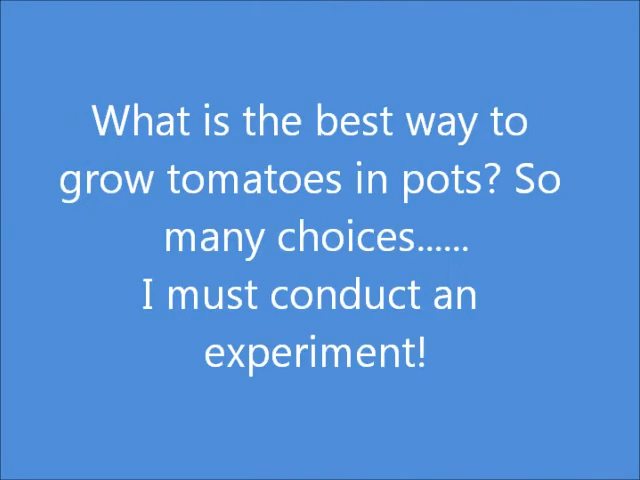 What is the best way to
grow tomatoes in pots? So
many choices......
I must conduct an
experiment!